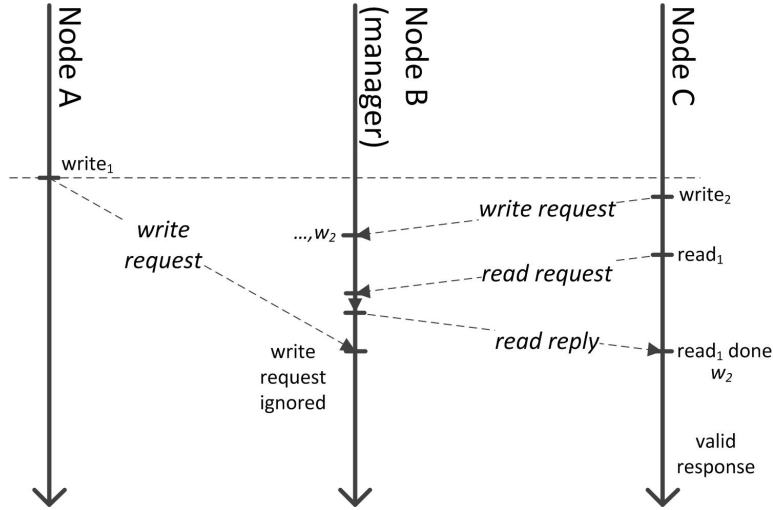 Node A
Node B
(manager)
Node C
write₁
write₂
write request
write
request
…,w₂
read₁
read request
read reply
write
request
ignored
read₁ done
w₂
valid
response